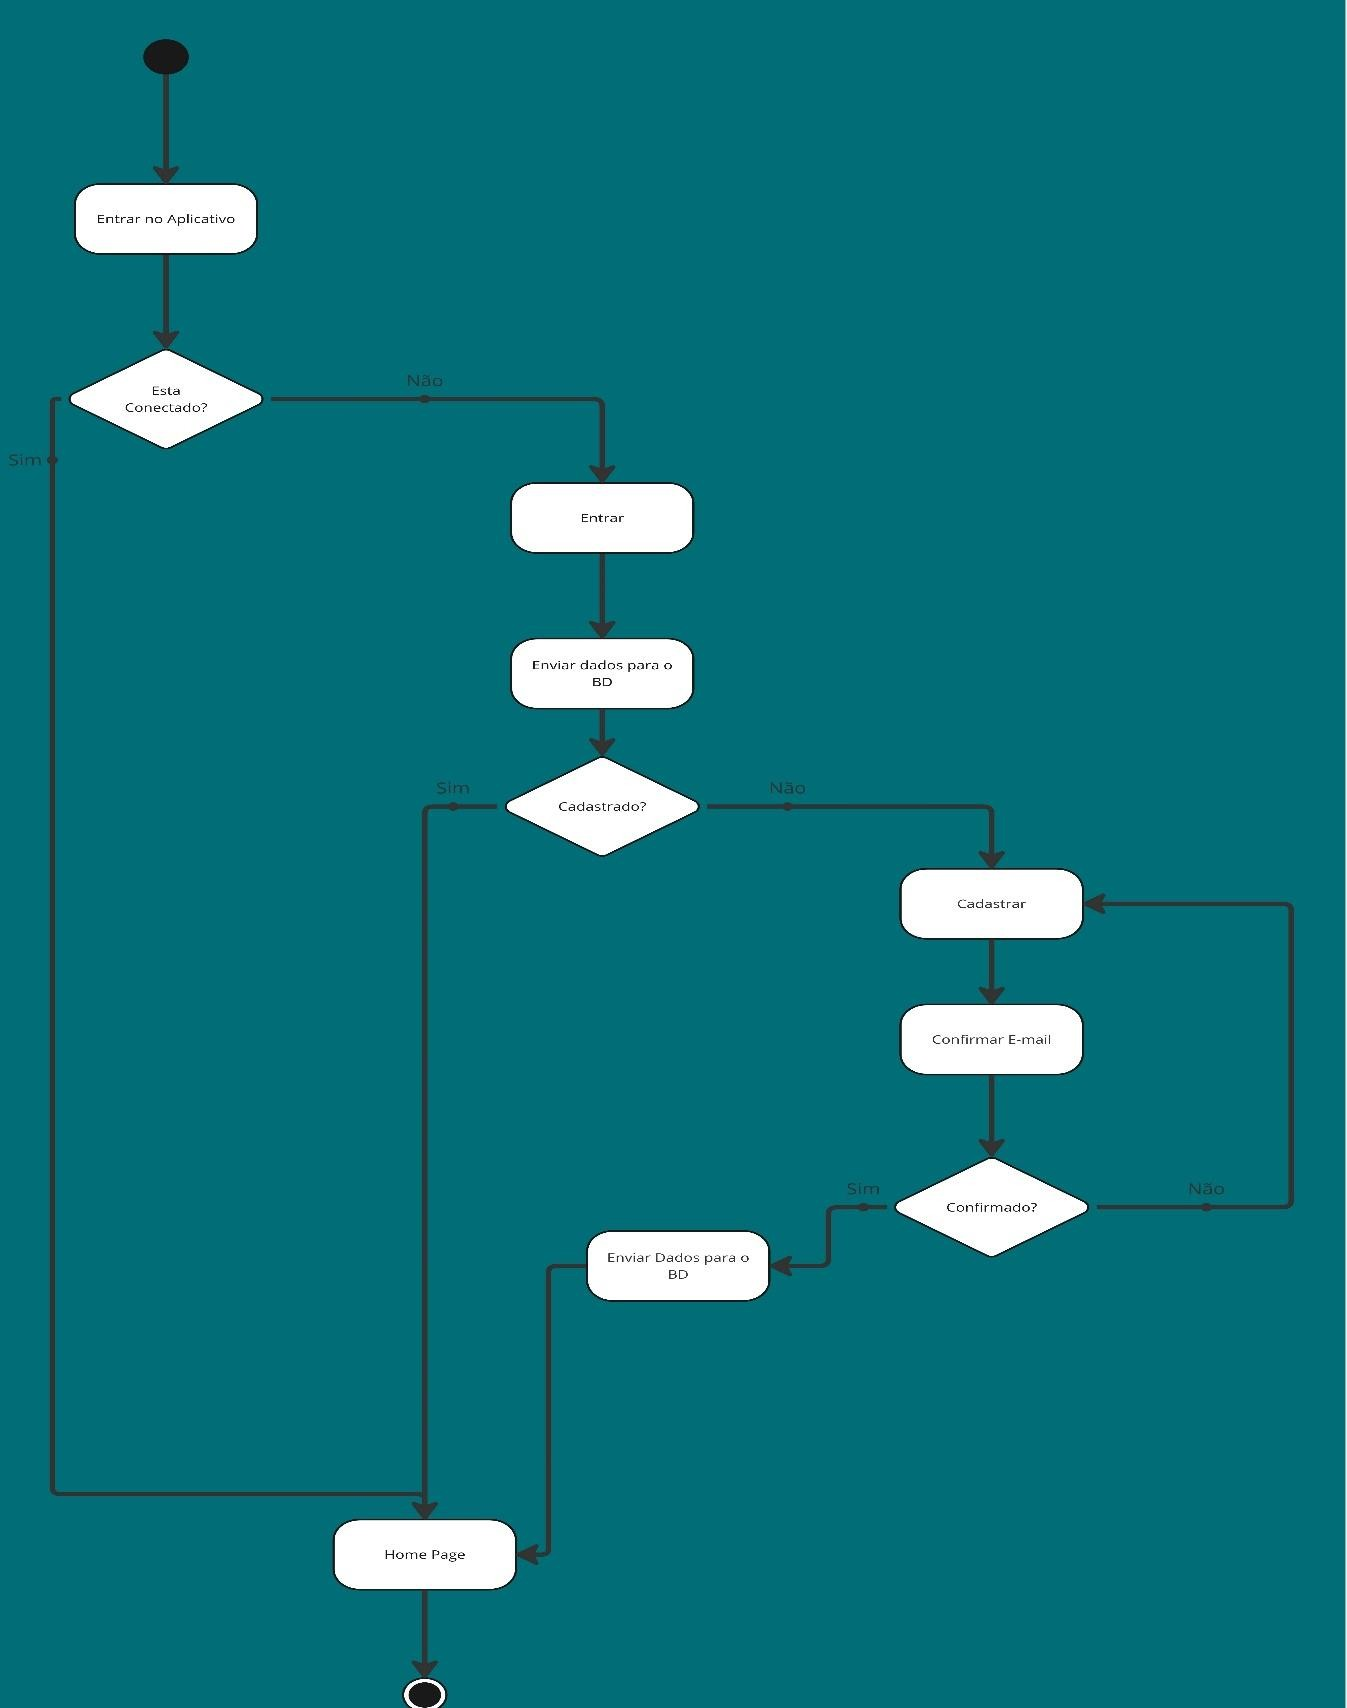 Entrar no Aplicativo
Esta
Conectado?
Não
Sim
Entrar
Enviar dados para o
BD
Sim
Não
Cadastrado?
Cadastrar
Confirmar E-mail
Sim
Não
Confirmado?
Enviar Dados para o
BD
Home Page